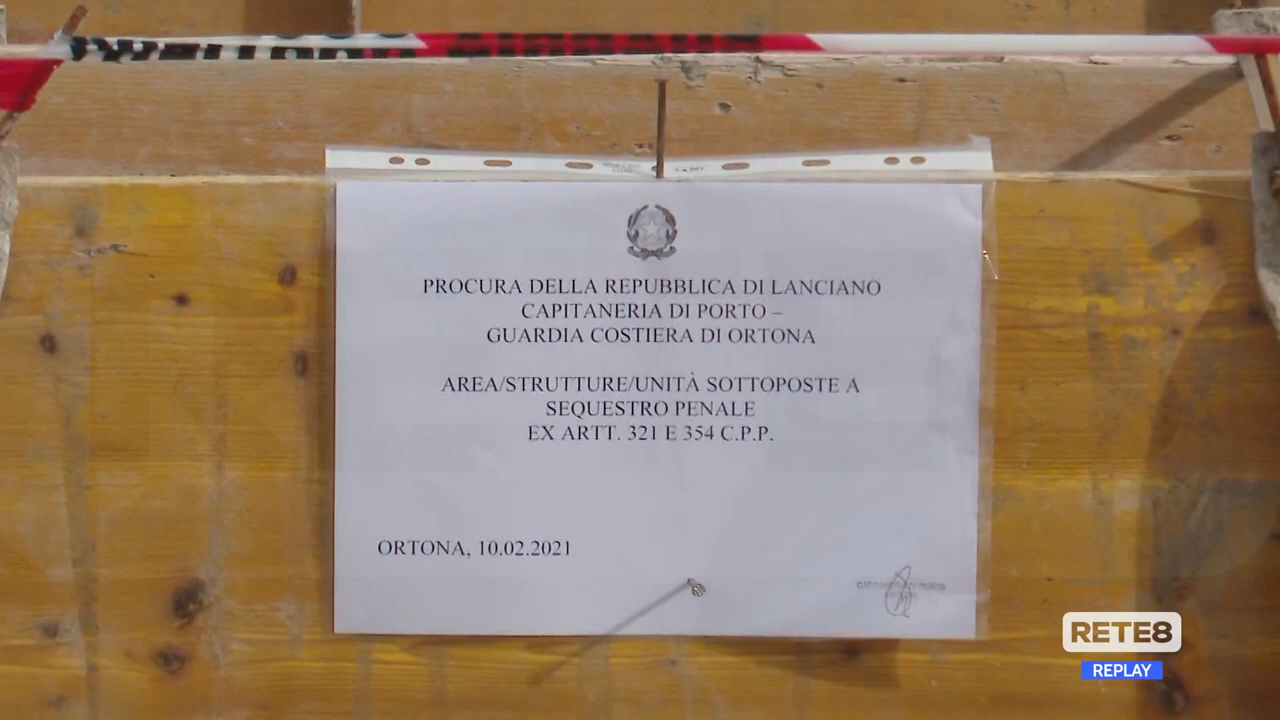 PROCURA DELLA REPUBBLICA DI LANCIANO
CAPITANERIA DI PORTO –
GUARDIA COSTIERA DI ORTONA
AREA/STRUTTURE/UNITÀ SOTTOPOSTE A
SEQUESTRO PENALE
EX ARTT. 321 E 354 C.P.P.
ORTONA, 10.02.2021
RETE8
REPLAY